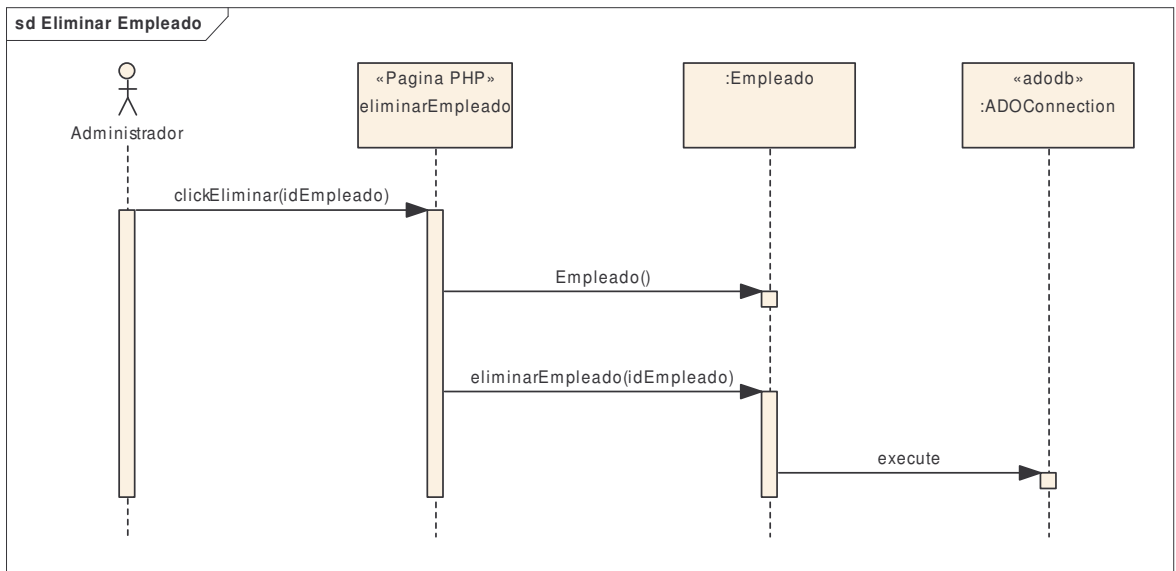 sd Eliminar Empleado
Administrador
«Pagina PHP»
eliminarEmpleado
:Empleado
«adodb»
:ADOConnection
clickEliminar(idEmpleado)
Empleado()
eliminarEmpleado(idEmpleado)
execute